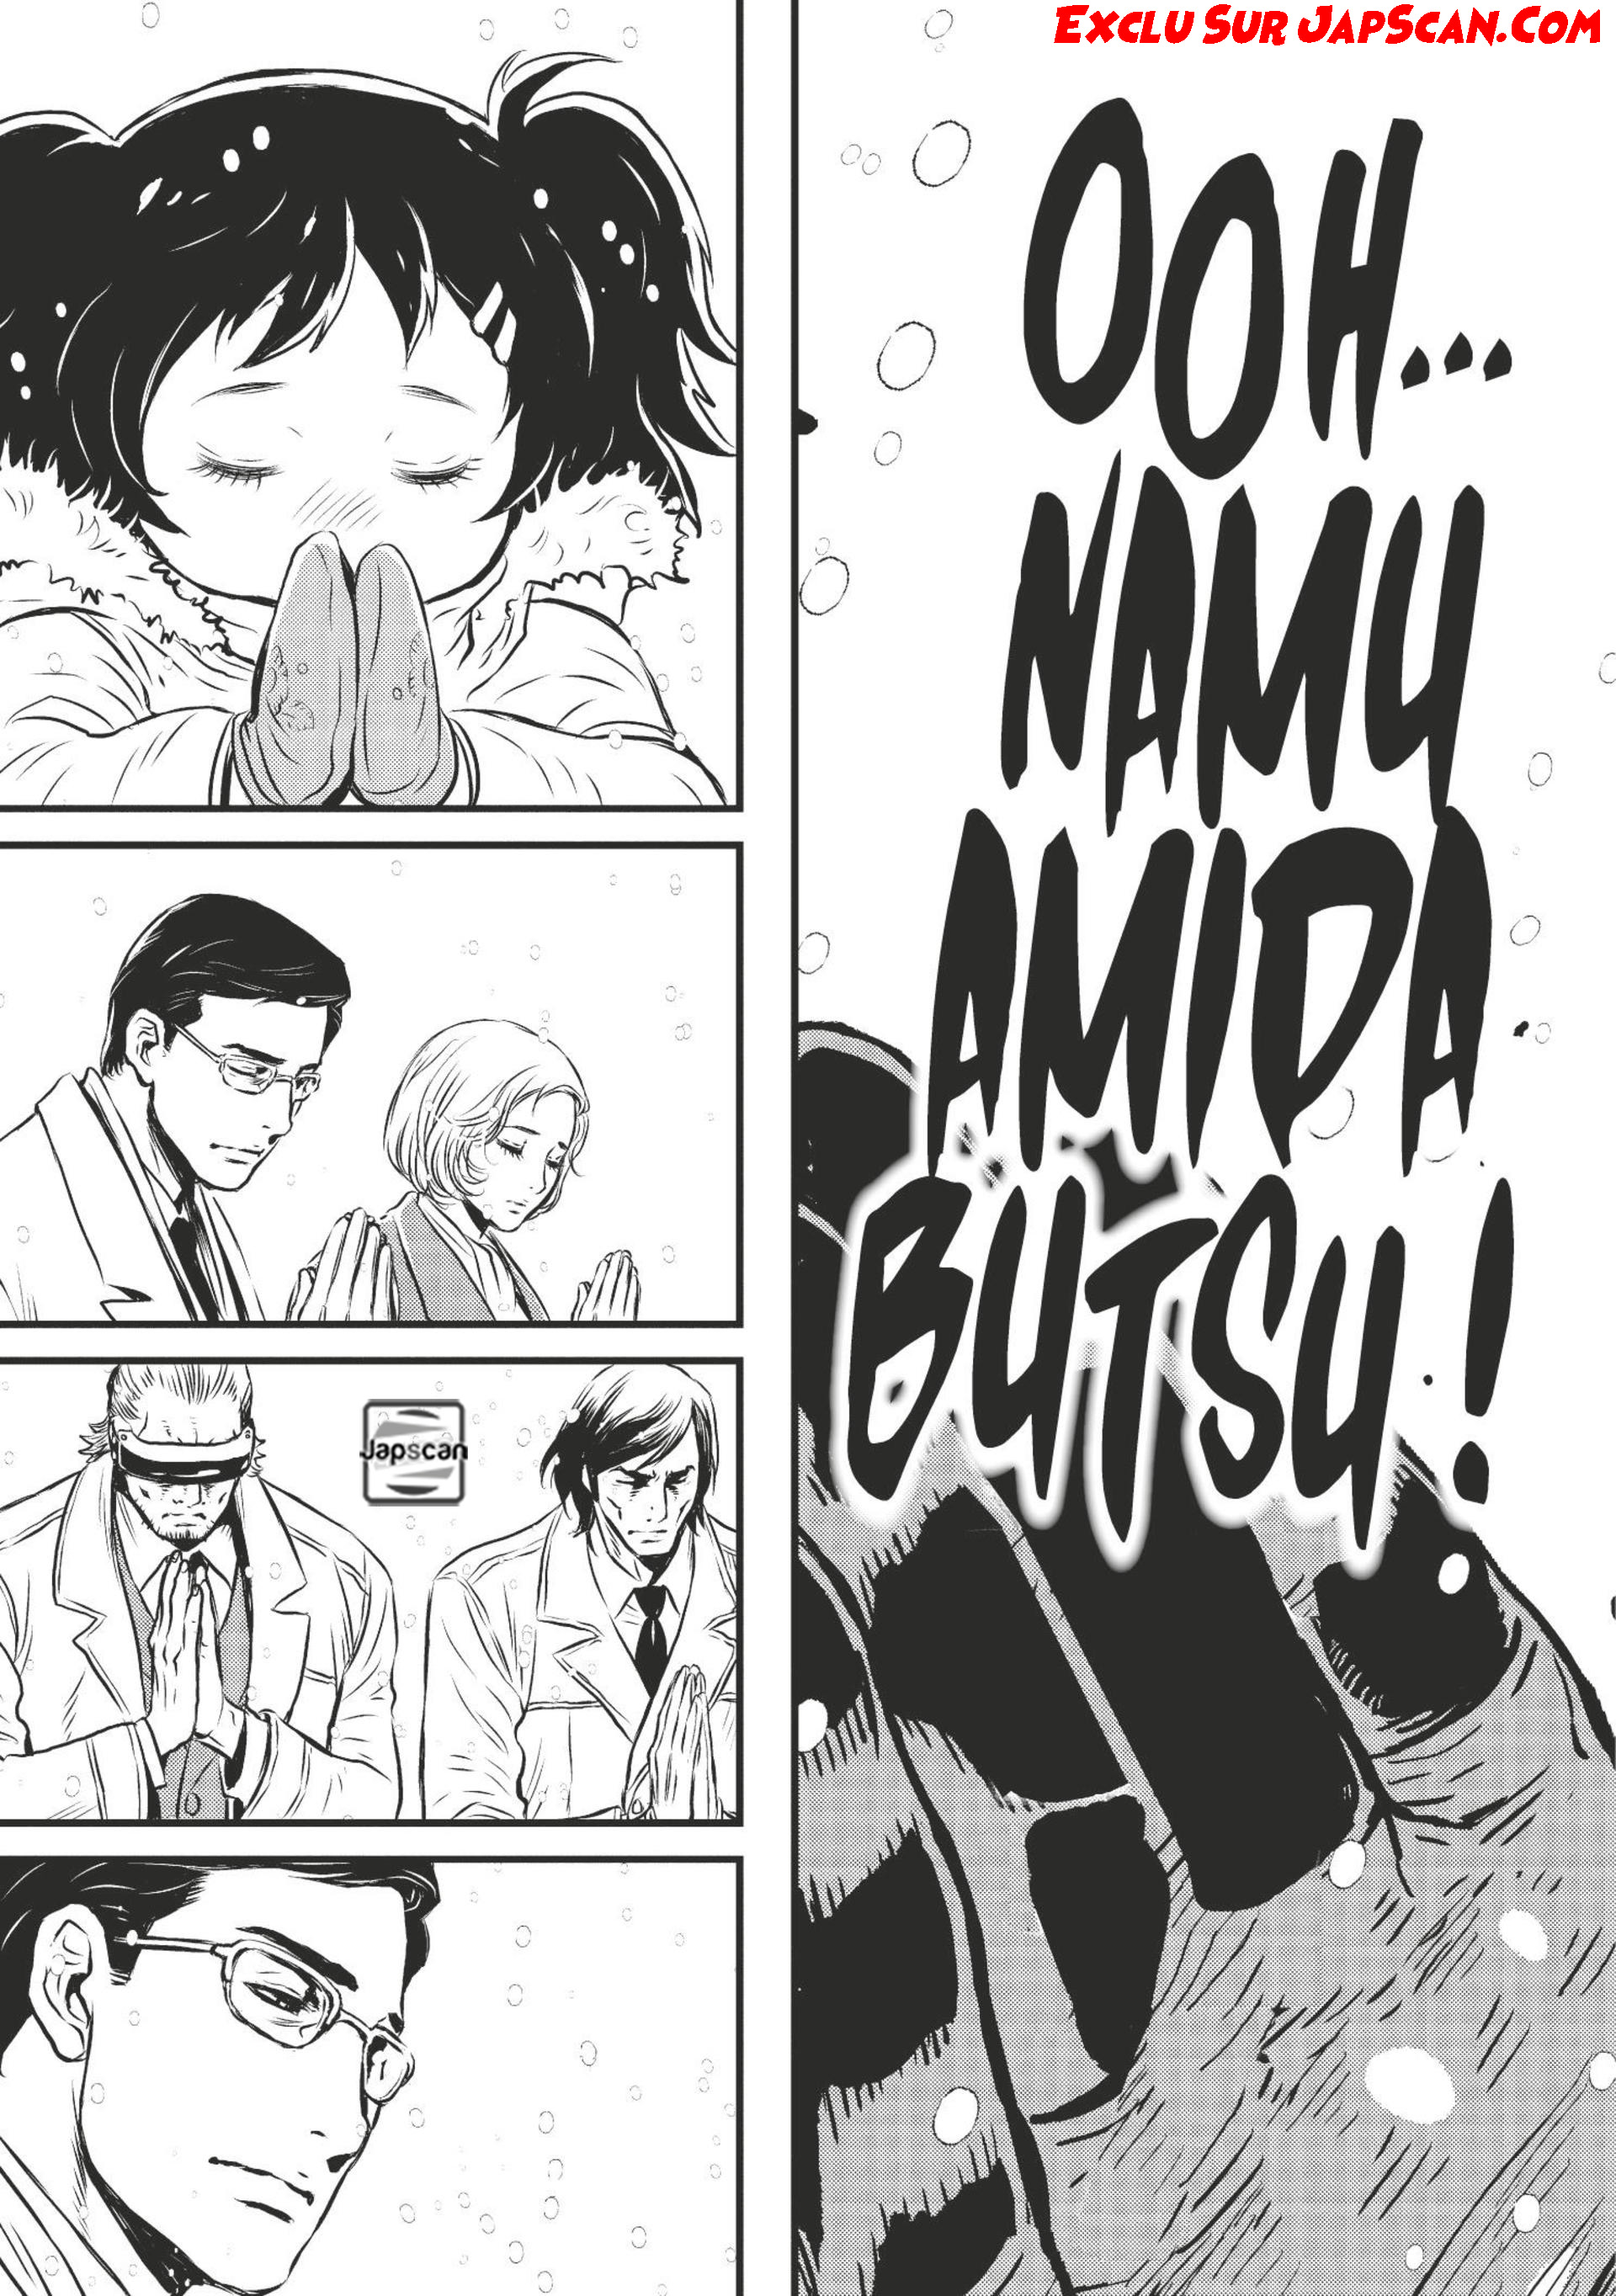 Exclu Sur JapScan.Com
OOH...
NAMU
AMIDA
BUTSU !
Japscan